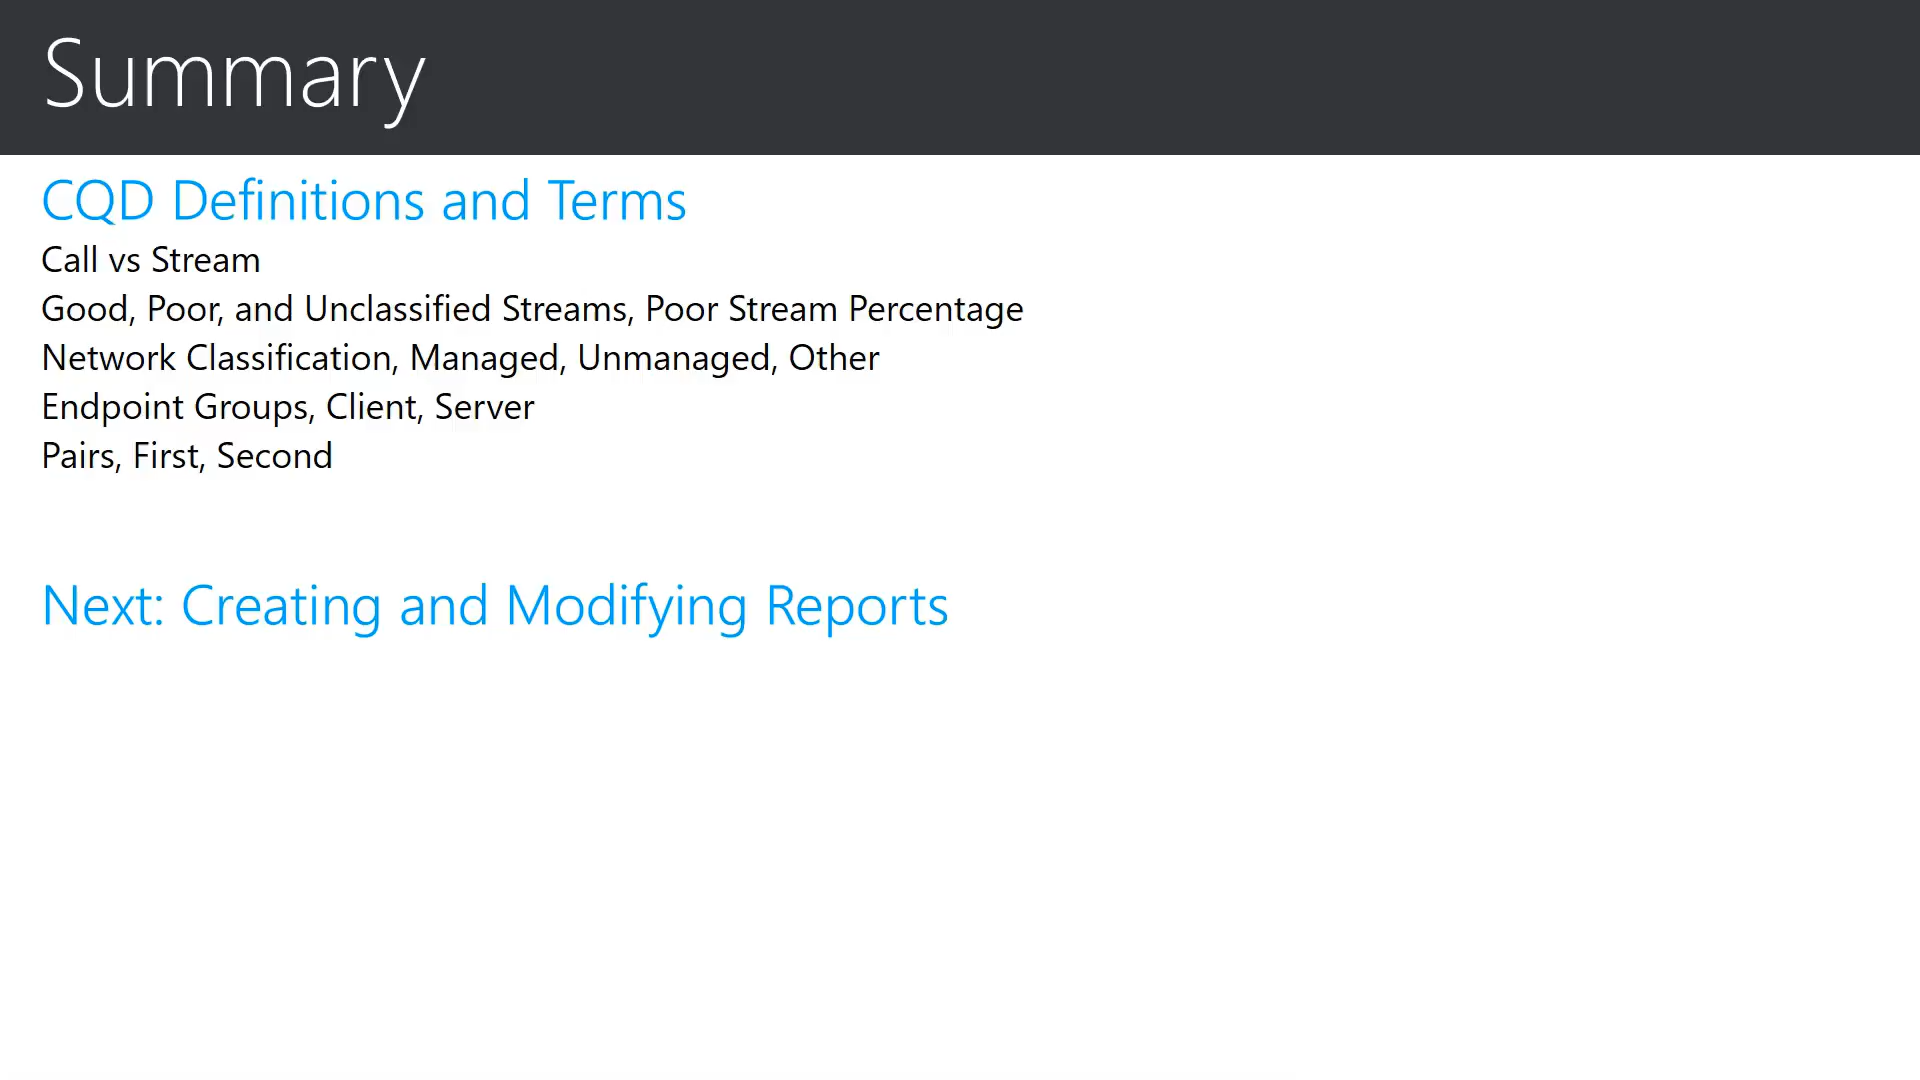 Summary
CQD Definitions and Terms
Call vs Stream
Good, Poor, and Unclassified Streams, Poor Stream Percentage
Network Classification, Managed, Unmanaged, Other
Endpoint Groups, Client, Server
Pairs, First, Second
Next: Creating and Modifying Reports